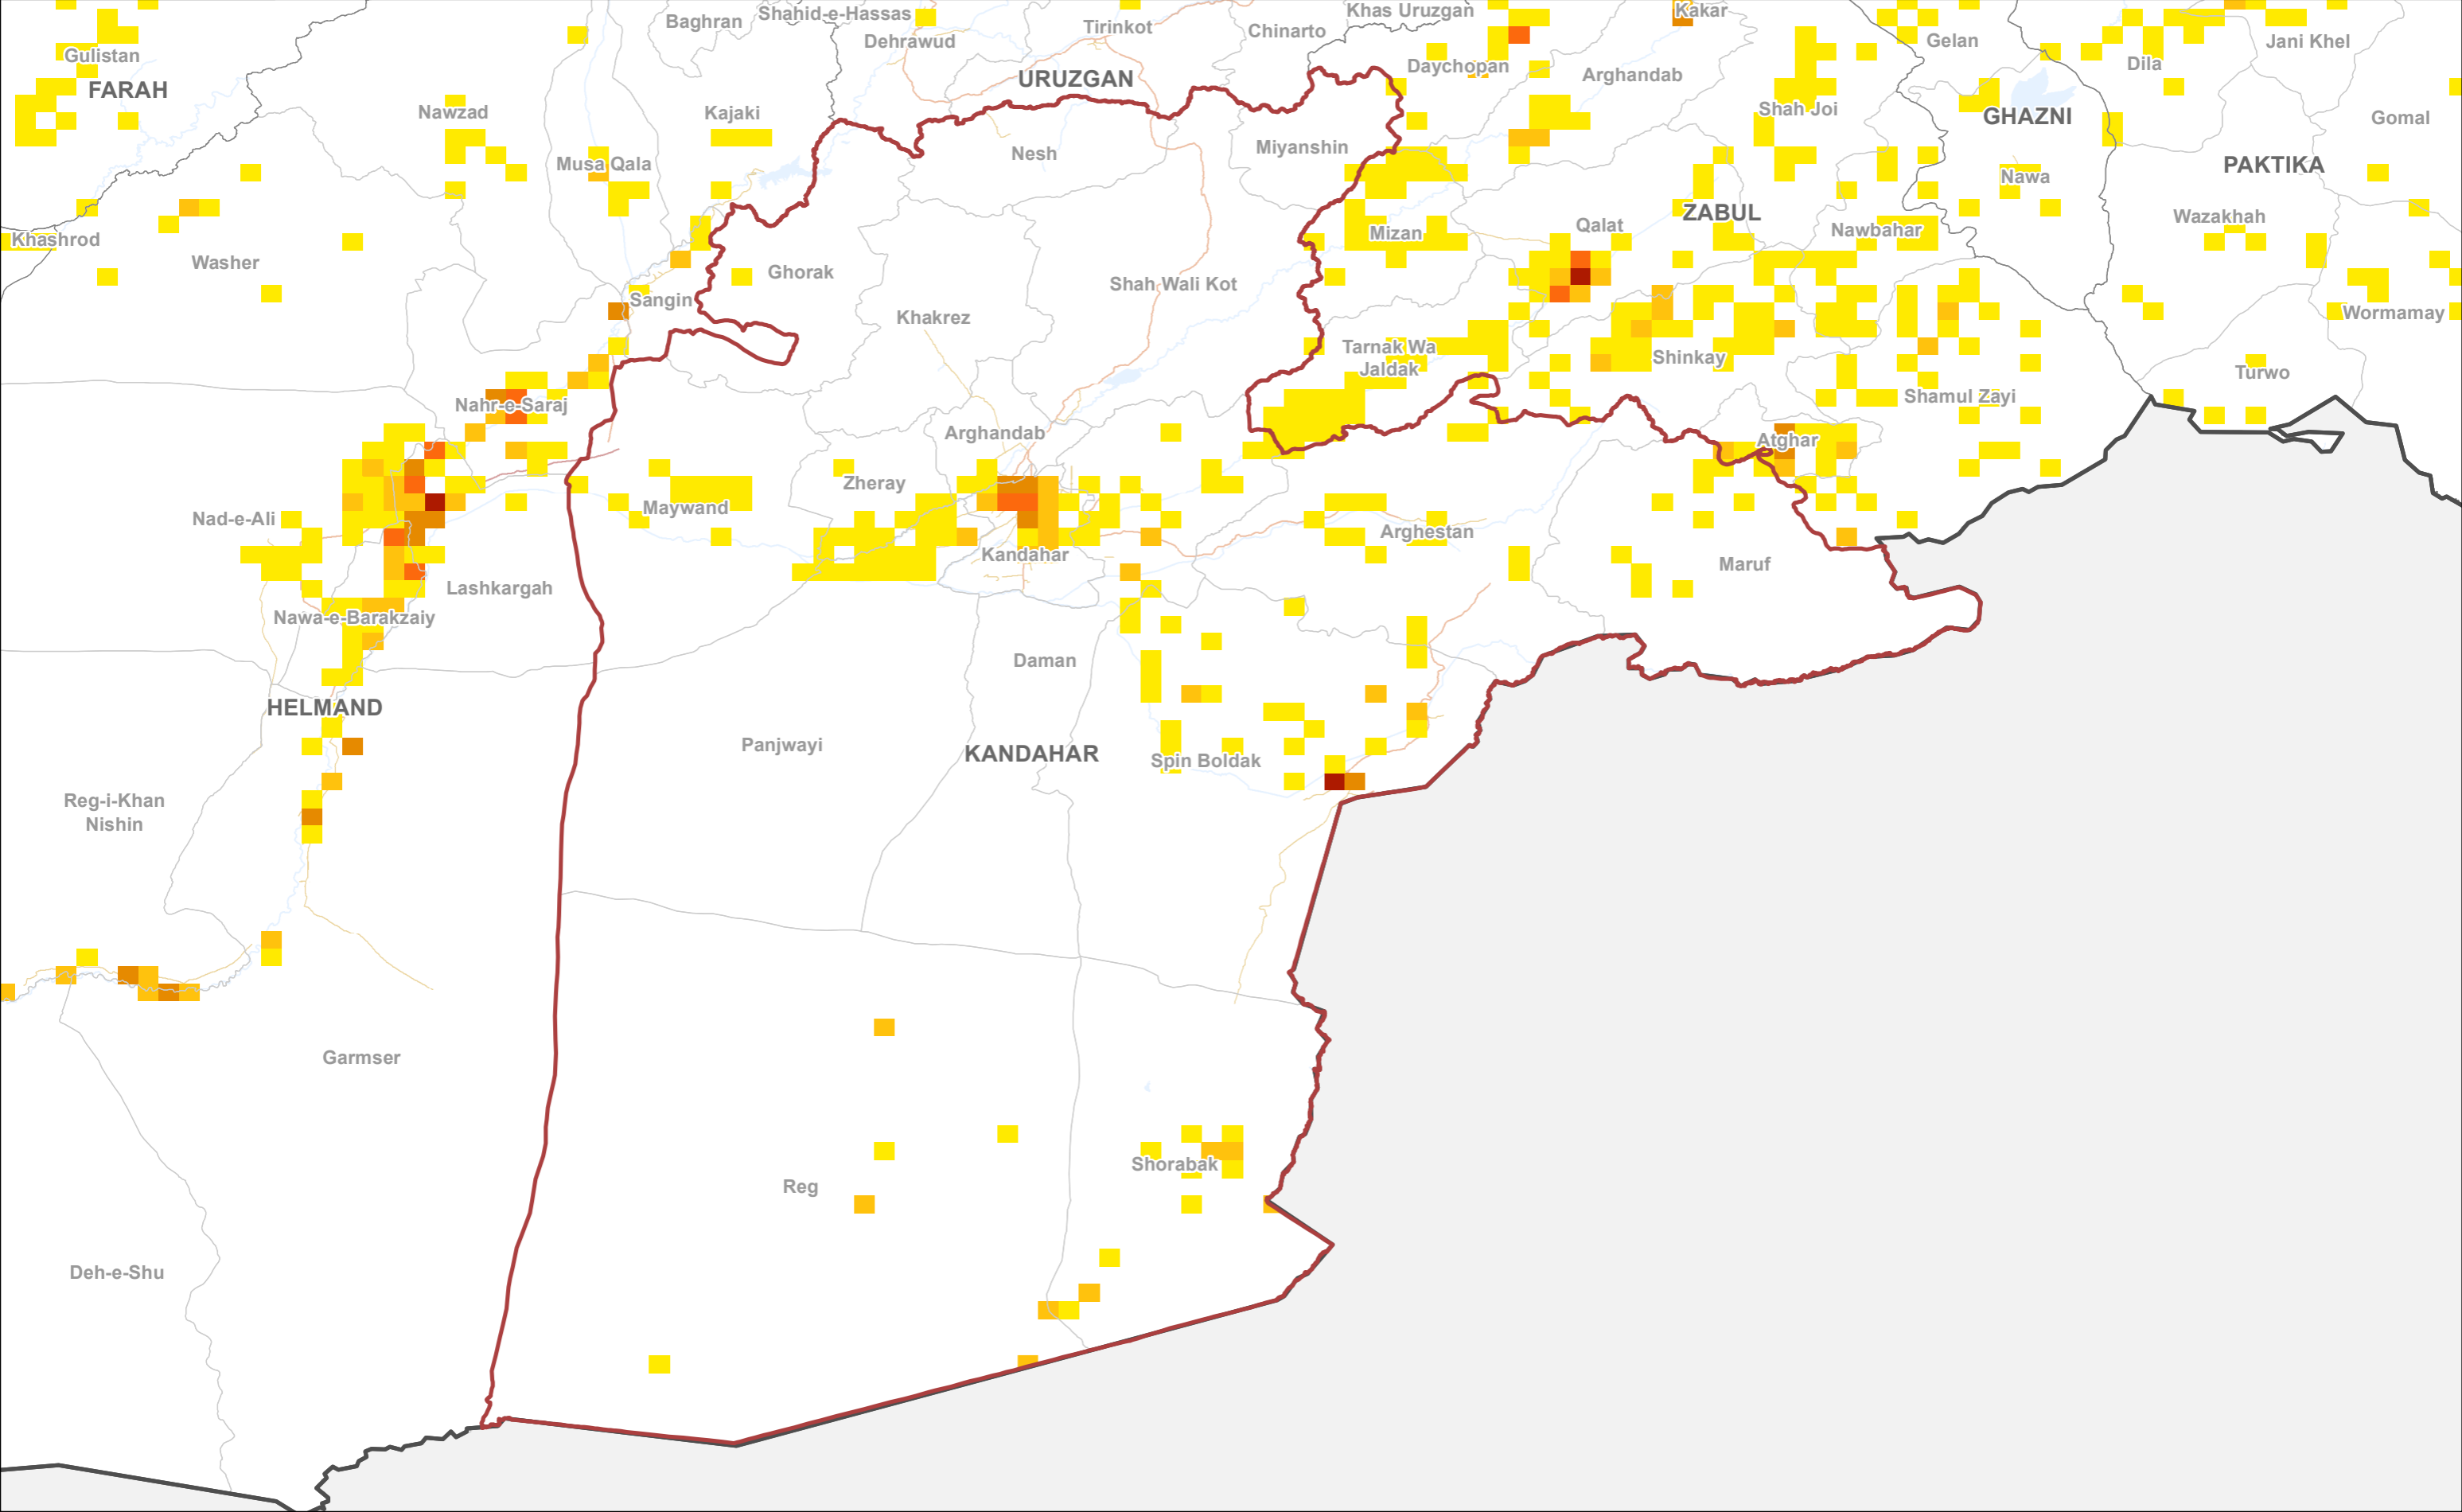 Baghran
Shahid-e-Hassas
Khas Uruzgan
Kakar
Dehrawud
Tirinkot
Chinarto
Gelan
Jani Khel
Gulistan
FARAH
URUZGAN
Daychopan
Arghandab
Dila
Nawzad
Kajaki
Shah Joi
GHAZNI
Gomal
Musa Qala
Nesh
Miyanshin
Nawa
PAKTIKA
Khashrod
Washer
Mizan
Qalat
ZABUL
Nawbahar
Wazakhah
Ghorak
Sangin
Shah Wali Kot
Khakrez
Wormamay
Tarnak Wa
Jaldak
Shinkay
Turwo
Nahr-e-Saraj
Shamul Zayi
Arghandab
Atghar
Zheray
Nad-e-Ali
Maywand
Arghestan
Kandahar
Maruf
Lashkargah
Nawa-e-Barakzaiy
Daman
HELMAND
Panjwayi
KANDAHAR
Spin Boldak
Reg-i-Khan
Nishin
Garmser
Shorabak
Reg
Deh-e-Shu